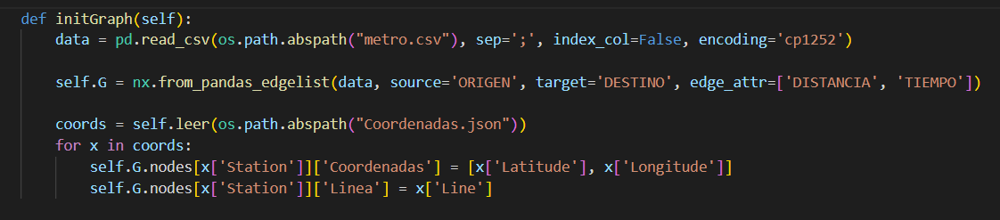 def initGraph(self):
data = pd.read_csv(os.path.abspath("metro.csv"), sep=';', index_col=False, encoding='cp1252')
self.G = nx.from_pandas_edgelist(data, source='ORIGEN', target='DESTINO', edge_attr=['DISTANCIA', 'TIEMPO'])
coords = self.leer(os.path.abspath("Coordenadas.json"))
for x in coords:
self.G.nodes[x['Station']]['Coordenadas'] = [x['Latitude'], x['Longitude']]
self.G.nodes[x['Station']]['Linea'] = x['Line']